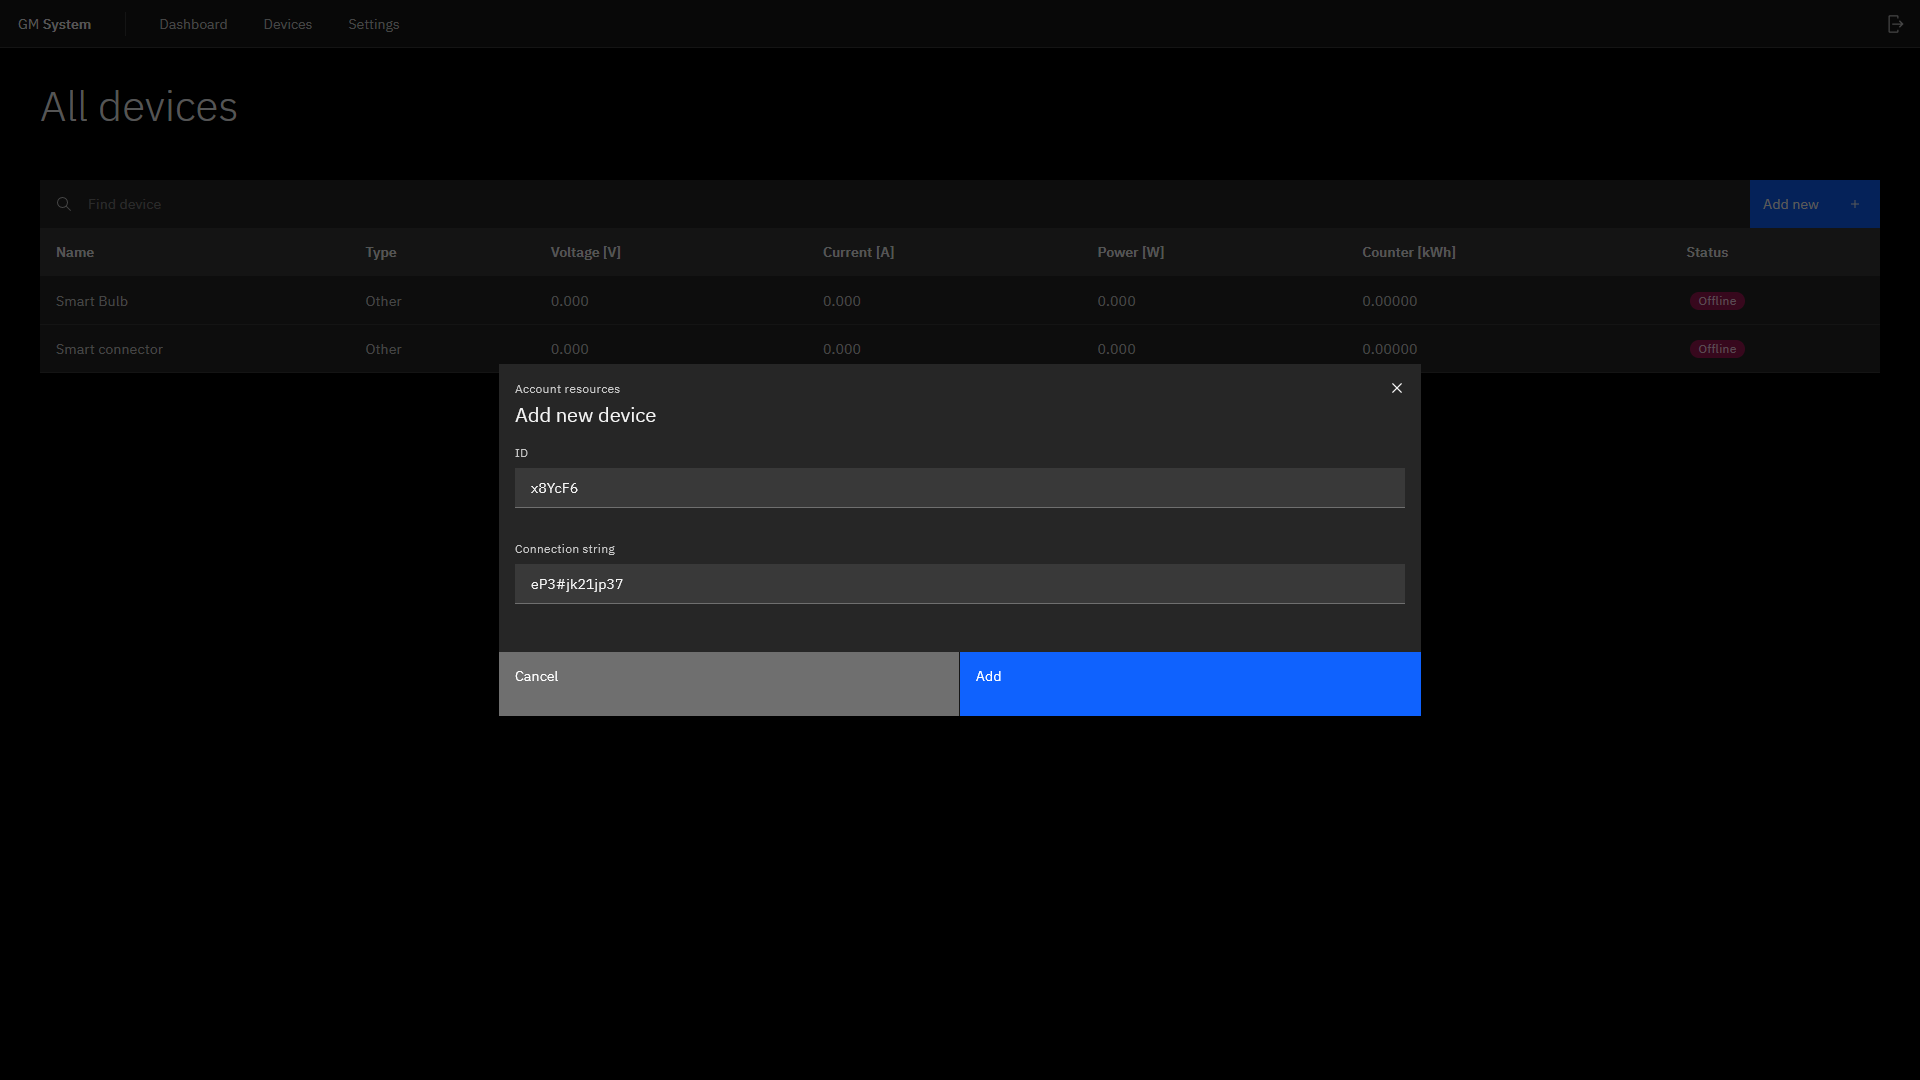 GM System Dashboard Devices Settings
All devices
Find device Add new +
Name Type Voltage [V] Current [A] Power [W] Counter [kWh] Status
Smart Bulb Other 0.000 0.000 0.000 0.00000 Offline
Smart connector Other 0.000 0.000 0.000 0.00000 Offline
Account resources
Add new device
ID
x8YcF6
Connection string
eP3#jk21jp37
Cancel Add